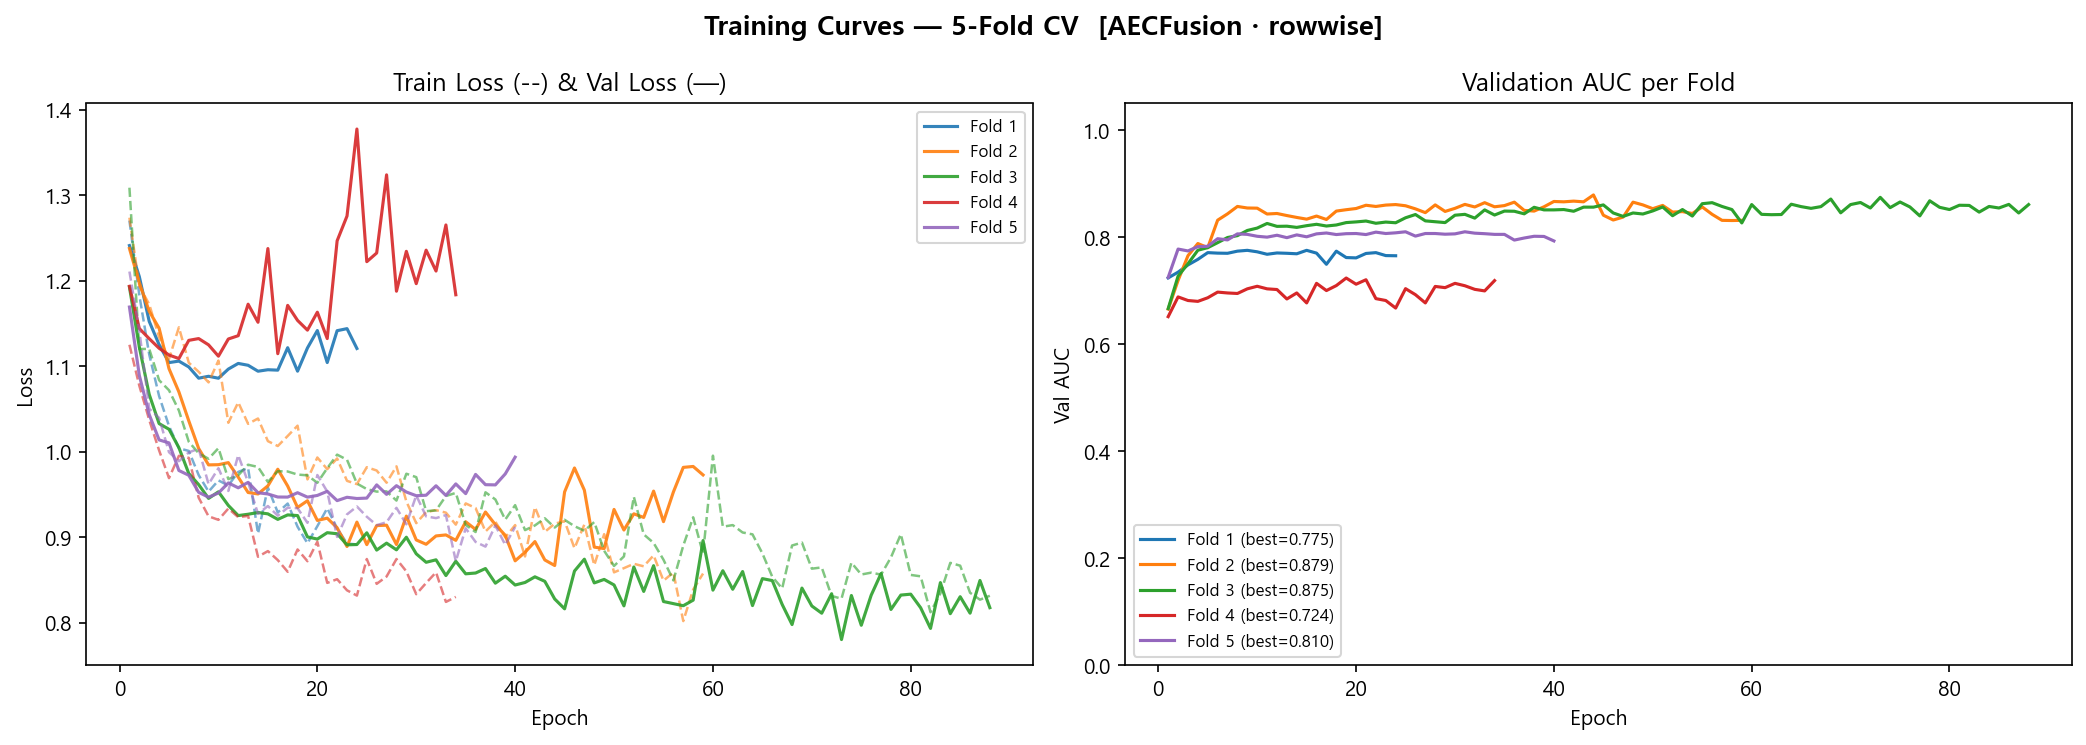 Training Curves — 5-Fold CV  [AECFusion · rowwise]
Train Loss (--) & Val Loss (—)
1.4
1.3
1.2
1.1
1.0
0.9
0.8
Loss
0
20
40
60
80
Epoch
Fold 1
Fold 2
Fold 3
Fold 4
Fold 5
Validation AUC per Fold
1.0
0.8
0.6
0.4
0.2
0.0
Val AUC
0
20
40
60
80
Epoch
Fold 1 (best=0.775)
Fold 2 (best=0.879)
Fold 3 (best=0.875)
Fold 4 (best=0.724)
Fold 5 (best=0.810)